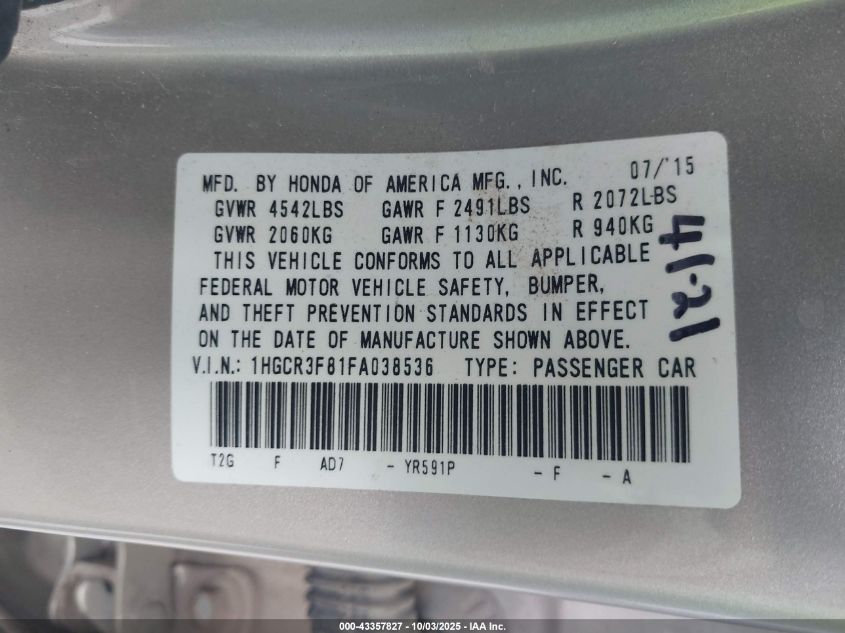 MFD. BY HONDA OF AMERICA MFG., INC. 07/'15
GVWR 4542LBS GAWR F 2491LBS R 2072LBS
GVWR 2060KG GAWR F 1130KG R 940KG
THIS VEHICLE CONFORMS TO ALL APPLICABLE
FEDERAL MOTOR VEHICLE SAFETY, BUMPER,
AND THEFT PREVENTION STANDARDS IN EFFECT
ON THE DATE OF MANUFACTURE SHOWN ABOVE.
V.I.N.: 1HGCR3F81FA038536 TYPE: PASSENGER CAR
T2G F AD7 - YR591P - F - A
41-21
000-43357827 - 10/03/2025 - IAA Inc.